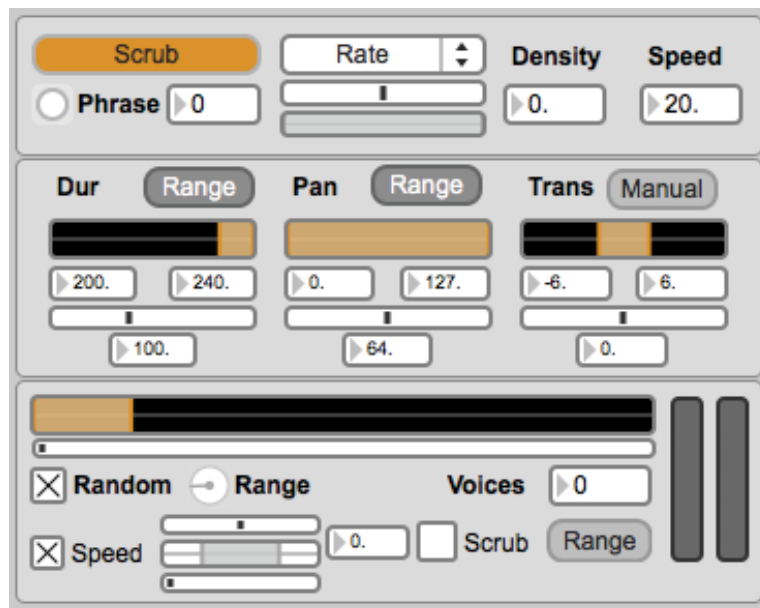 Scrub Rate Density Speed
Phrase 0 0. 20.
Dur Range Pan Range Trans Manual
200. 240. 0. 127. -6. 6.
100. 64. 0.
Random Range Voices 0
Speed 0. Scrub Range